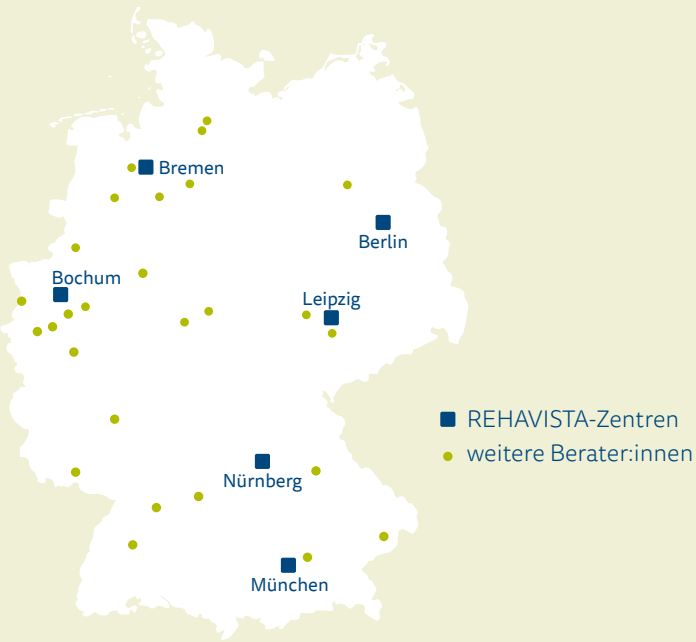 Bremen
Berlin
Bochum
Leipzig
REHAVISTA-Zentren
weitere Berater:innen
Nürnberg
München